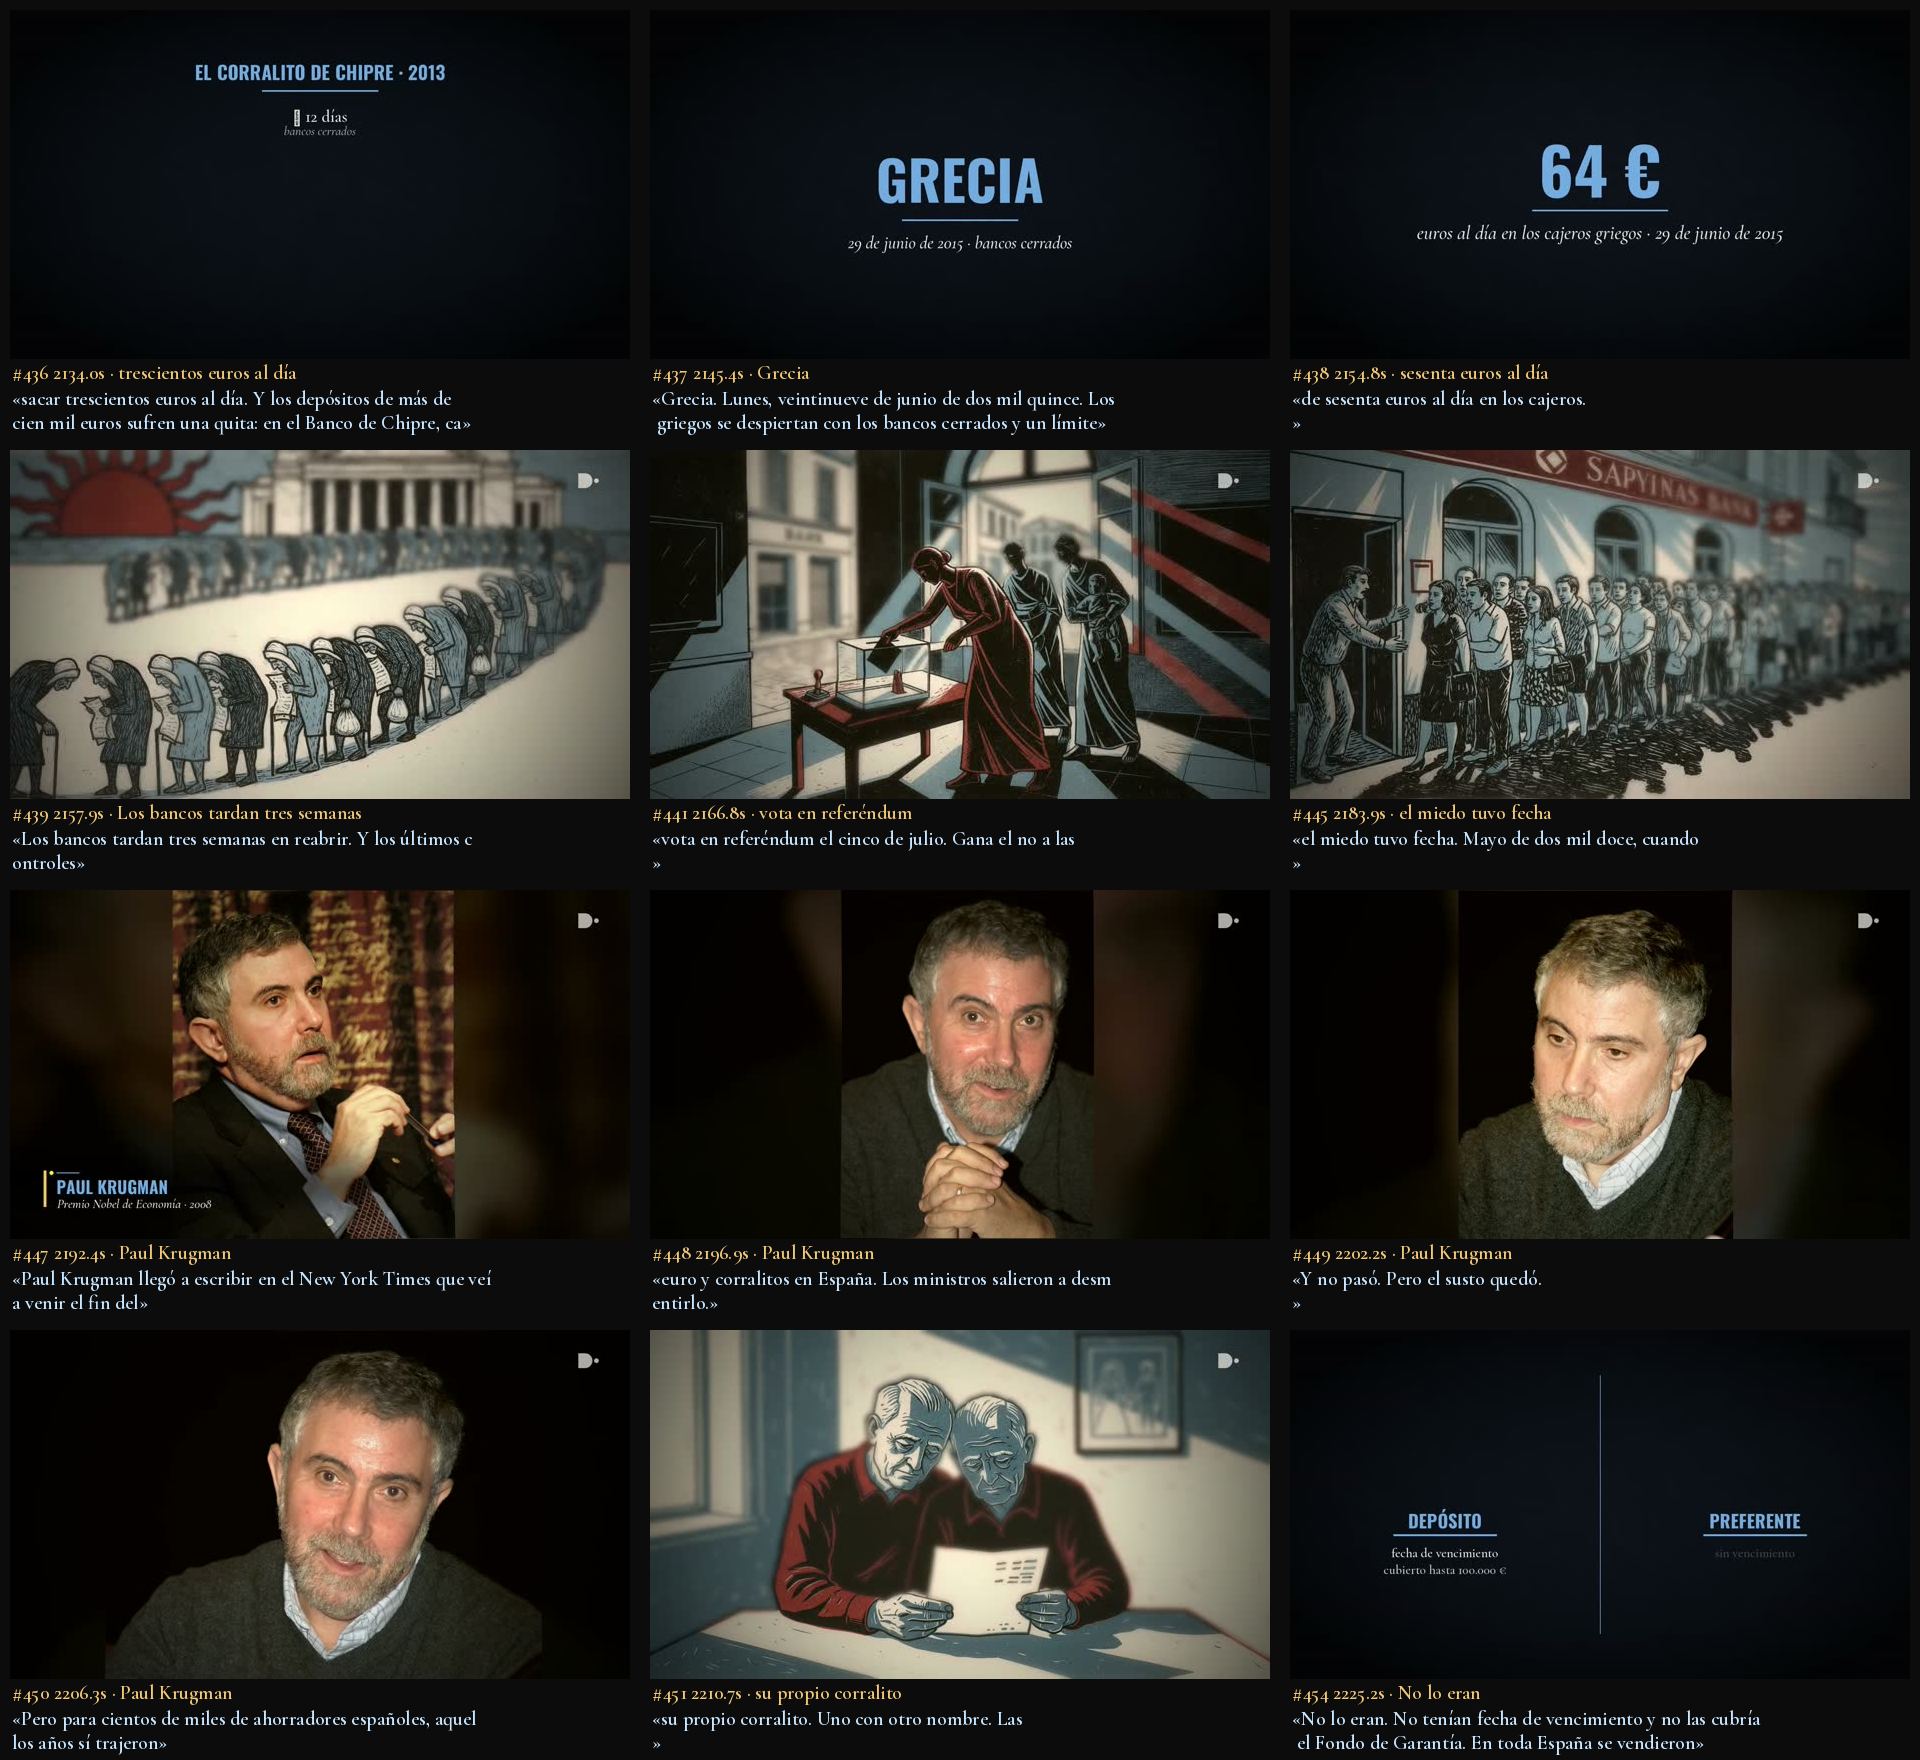 EL CORRALITO DE CHIPRE · 2013
12 días
bancos cerrados
GRECIA
29 de junio de 2015 · bancos cerrados
64 €
euros al día en los cajeros griegos · 29 de junio de 2015
#436 2134.0s · trescientos euros al día
«sacar trescientos euros al día. Y los depósitos de más de
cien mil euros sufren una quita: en el Banco de Chipre, ca»
#437 2145.4s · Grecia
«Grecia. Lunes, veintinueve de junio de dos mil quince. Los
griegos se despiertan con los bancos cerrados y un límite»
#438 2154.8s · sesenta euros al día
«de sesenta euros al día en los cajeros.
»
SAPYINAS BANK
#439 2157.9s · Los bancos tardan tres semanas
«Los bancos tardan tres semanas en reabrir. Y los últimos c
ontroles»
#441 2166.8s · vota en referéndum
«vota en referéndum el cinco de julio. Gana el no a las
»
#445 2183.9s · el miedo tuvo fecha
«el miedo tuvo fecha. Mayo de dos mil doce, cuando
»
PAUL KRUGMAN
Premio Nobel de Economía · 2008
#447 2192.4s · Paul Krugman
«Paul Krugman llegó a escribir en el New York Times que veí
a venir el fin del»
#448 2196.9s · Paul Krugman
«euro y corralitos en España. Los ministros salieron a desm
entirlo.»
#449 2202.2s · Paul Krugman
«Y no pasó. Pero el susto quedó.
»
DEPÓSITO
fecha de vencimiento
cubierto hasta 100.000 €
PREFERENTE
sin vencimiento
#450 2206.3s · Paul Krugman
«Pero para cientos de miles de ahorradores españoles, aquel
los años sí trajeron»
#451 2210.7s · su propio corralito
«su propio corralito. Uno con otro nombre. Las
»
#454 2225.2s · No lo eran
«No lo eran. No tenían fecha de vencimiento y no las cubría
el Fondo de Garantía. En toda España se vendieron»